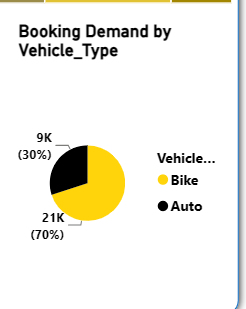 Booking Demand by
Vehicle_Type
9K
(30%)
Vehicle...
Bike
Auto
21K
(70%)